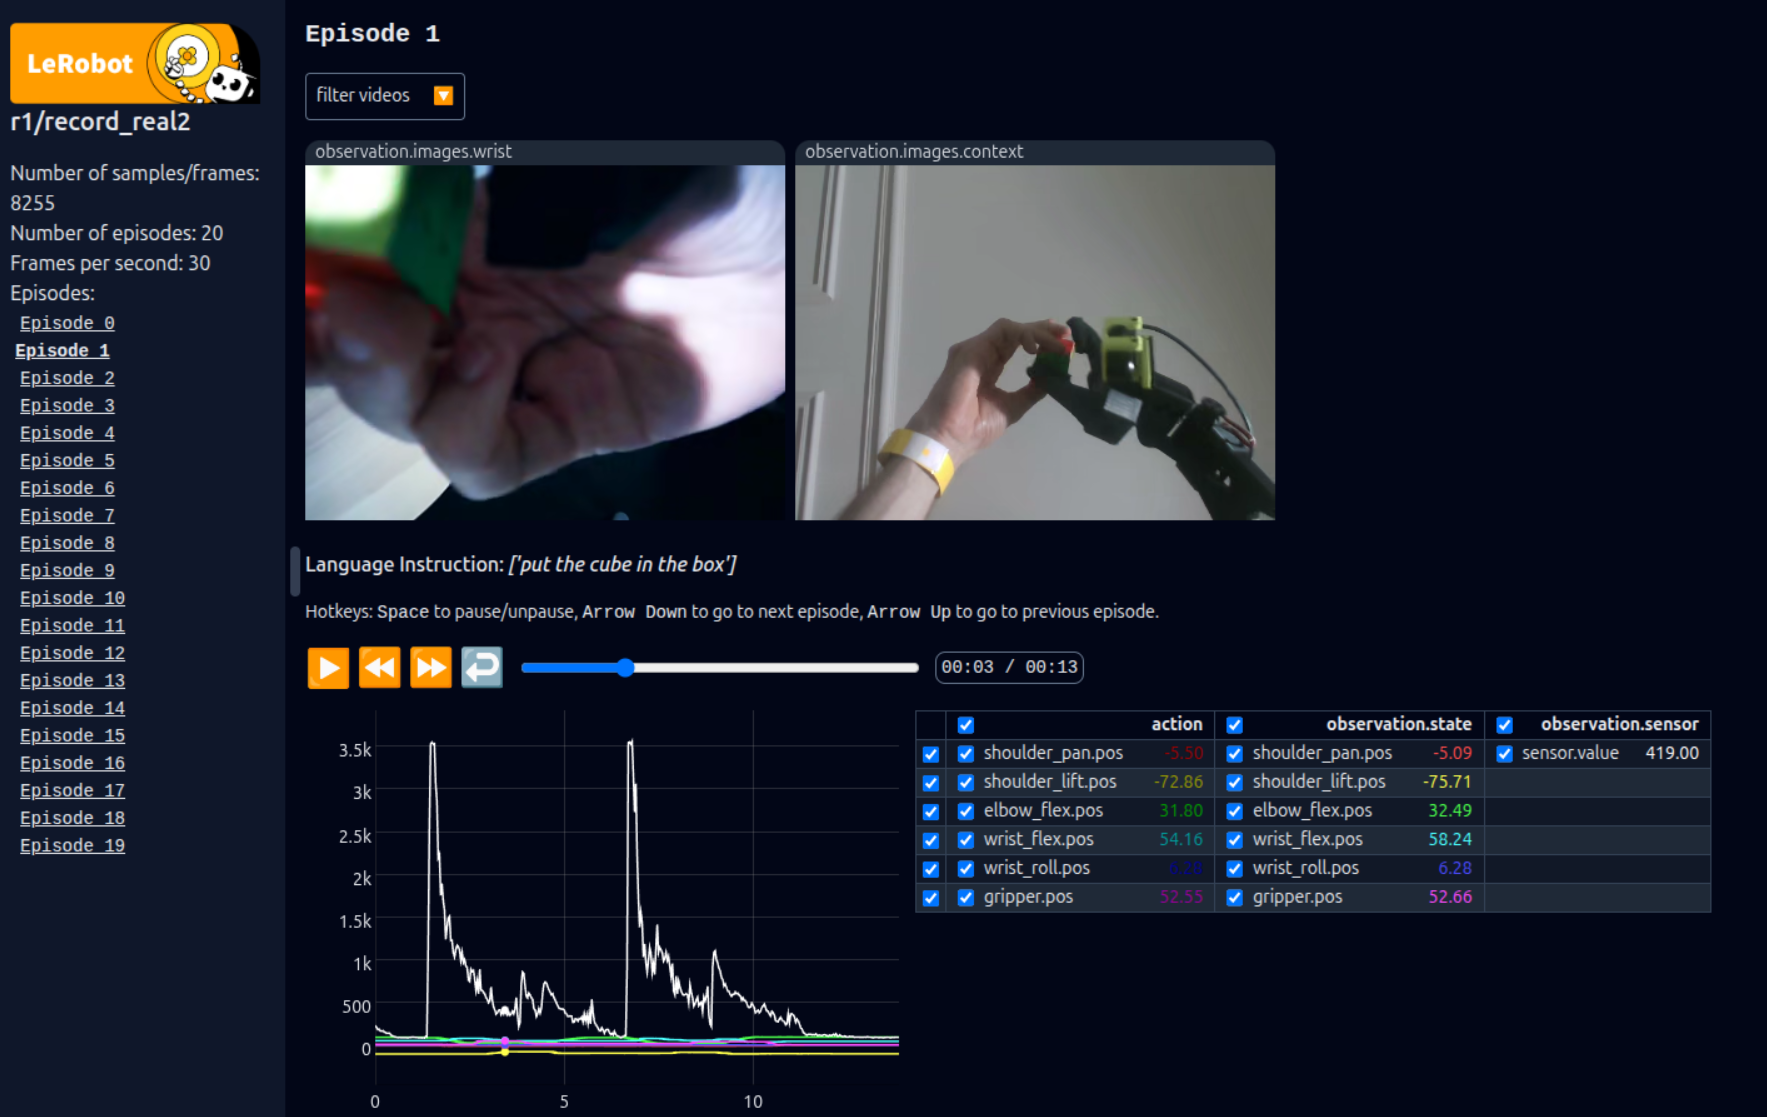 LeRobot
r1/record_real2
Number of samples/frames:
8255
Number of episodes: 20
Frames per second: 30
Episodes:
Episode 0
Episode 1
Episode 2
Episode 3
Episode 4
Episode 5
Episode 6
Episode 7
Episode 8
Episode 9
Episode 10
Episode 11
Episode 12
Episode 13
Episode 14
Episode 15
Episode 16
Episode 17
Episode 18
Episode 19
Episode 1
filter videos
observation.images.wrist
observation.images.context
Language Instruction: ['put the cube in the box']
Hotkeys: Space to pause/unpause, Arrow Down to go to next episode, Arrow Up to go to previous episode.
00:03 / 00:13
3.5k
3k
2.5k
2k
1.5k
1k
500
0
0 5 10
action observation.state observation.sensor
shoulder_pan.pos -5.50 shoulder_pan.pos -5.09 sensor.value 419.00
shoulder_lift.pos -72.86 shoulder_lift.pos -75.71
elbow_flex.pos 31.80 elbow_flex.pos 32.49
wrist_flex.pos 54.16 wrist_flex.pos 58.24
wrist_roll.pos wrist_roll.pos 6.28
gripper.pos 52.55 gripper.pos 52.66